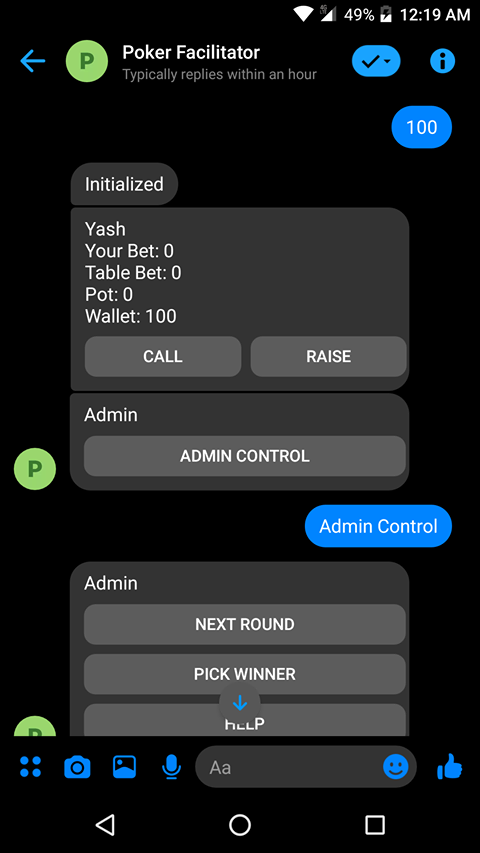 49% 12:19 AM
P Poker Facilitator
Typically replies within an hour
100
Initialized
Yash
Your Bet: 0
Table Bet: 0
Pot: 0
Wallet: 100
CALL RAISE
Admin
P ADMIN CONTROL
Admin Control
Admin
NEXT ROUND
PICK WINNER
HELP
P
Aa